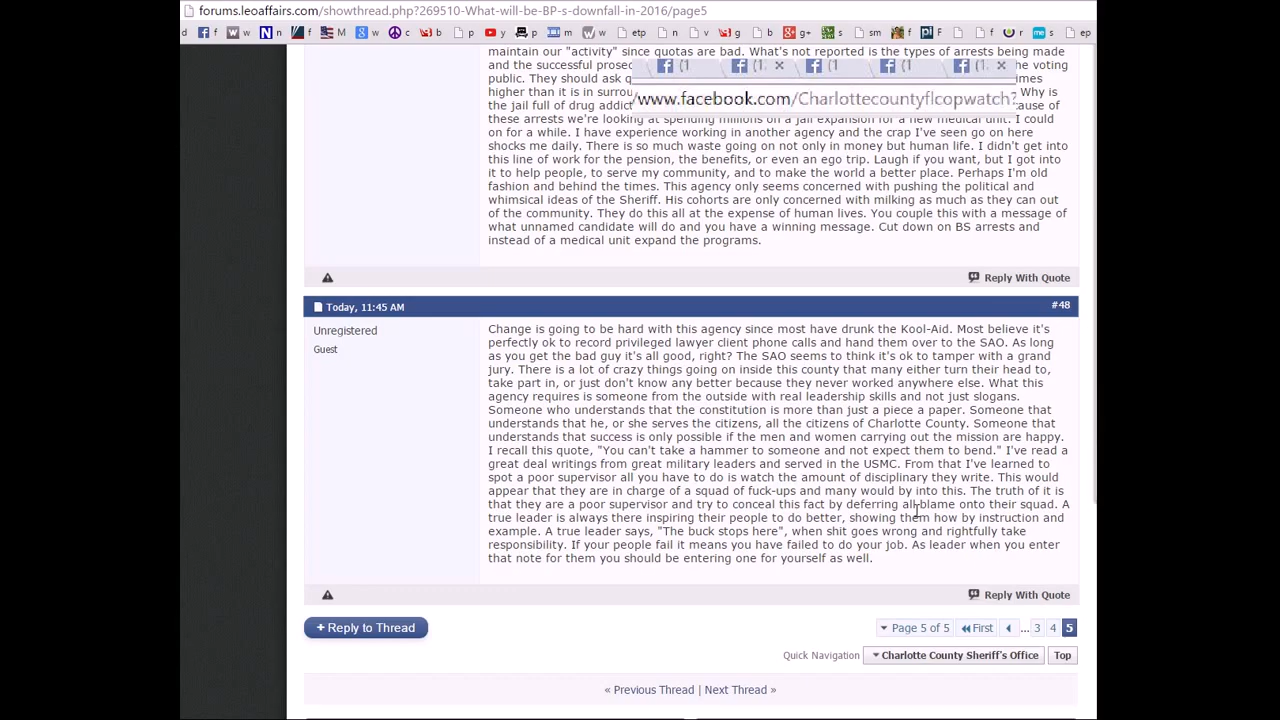 forums.leoaffairs.com/showthread.php?269510-What-will-be-BP-s-downfall-in-2016/page5
d f w n N n v f M w c b p y t etp n v b g+ s sm f pl F f r me s ep
maintain our "activity" since quotas are bad. What's not reported is the types of arrests being made
and the successful prosec
(1 (1 (1 (1 (1
he voting
public. They should ask q
imes
higher than it is in surrou
/www.facebook.com/Charlottecountyflcopwatch?
Why is
the jail full of drug addict
ause of
these arrests we're looking at spending millions on a jail expansion for a new medical unit. I could
on for a while. I have experience working in another agency and the crap I've seen go on here
shocks me daily. There is so much waste going on not only in money but human life. I didn't get into
this line of work for the pension, the benefits, or even an ego trip. Laugh if you want, but I got into
it to help people, to serve my community, and to make the world a better place. Perhaps I'm old
fashion and behind the times. This agency only seems concerned with pushing the political and
whimsical ideas of the Sheriff. His cohorts are only concerned with milking as much as they can out
of the community. They do this all at the expense of human lives. You couple this with a message of
what unnamed candidate will do and you have a winning message. Cut down on BS arrests and
instead of a medical unit expand the programs.
Reply With Quote
Today, 11:45 AM #48
Unregistered
Guest
Change is going to be hard with this agency since most have drunk the Kool-Aid. Most believe it's
perfectly ok to record privileged lawyer client phone calls and hand them over to the SAO. As long
as you get the bad guy it's all good, right? The SAO seems to think it's ok to tamper with a grand
jury. There is a lot of crazy things going on inside this county that many either turn their head to,
take part in, or just don't know any better because they never worked anywhere else. What this
agency requires is someone from the outside with real leadership skills and not just slogans.
Someone who understands that the constitution is more than just a piece a paper. Someone that
understands that he, or she serves the citizens, all the citizens of Charlotte County. Someone that
understands that success is only possible if the men and women carrying out the mission are happy.
I recall this quote, "You can't take a hammer to someone and not expect them to bend." I've read a
great deal writings from great military leaders and served in the USMC. From that I've learned to
spot a poor supervisor all you have to do is watch the amount of disciplinary they write. This would
appear that they are in charge of a squad of fuck-ups and many would by into this. The truth of it is
that they are a poor supervisor and try to conceal this fact by deferring all blame onto their squad. A
true leader is always there inspiring their people to do better, showing them how by instruction and
example. A true leader says, "The buck stops here", when shit goes wrong and rightfully take
responsibility. If your people fail it means you have failed to do your job. As leader when you enter
that note for them you should be entering one for yourself as well.
Reply With Quote
+ Reply to Thread
Page 5 of 5 First ... 3 4 5
Quick Navigation Charlotte County Sheriff's Office Top
« Previous Thread | Next Thread »